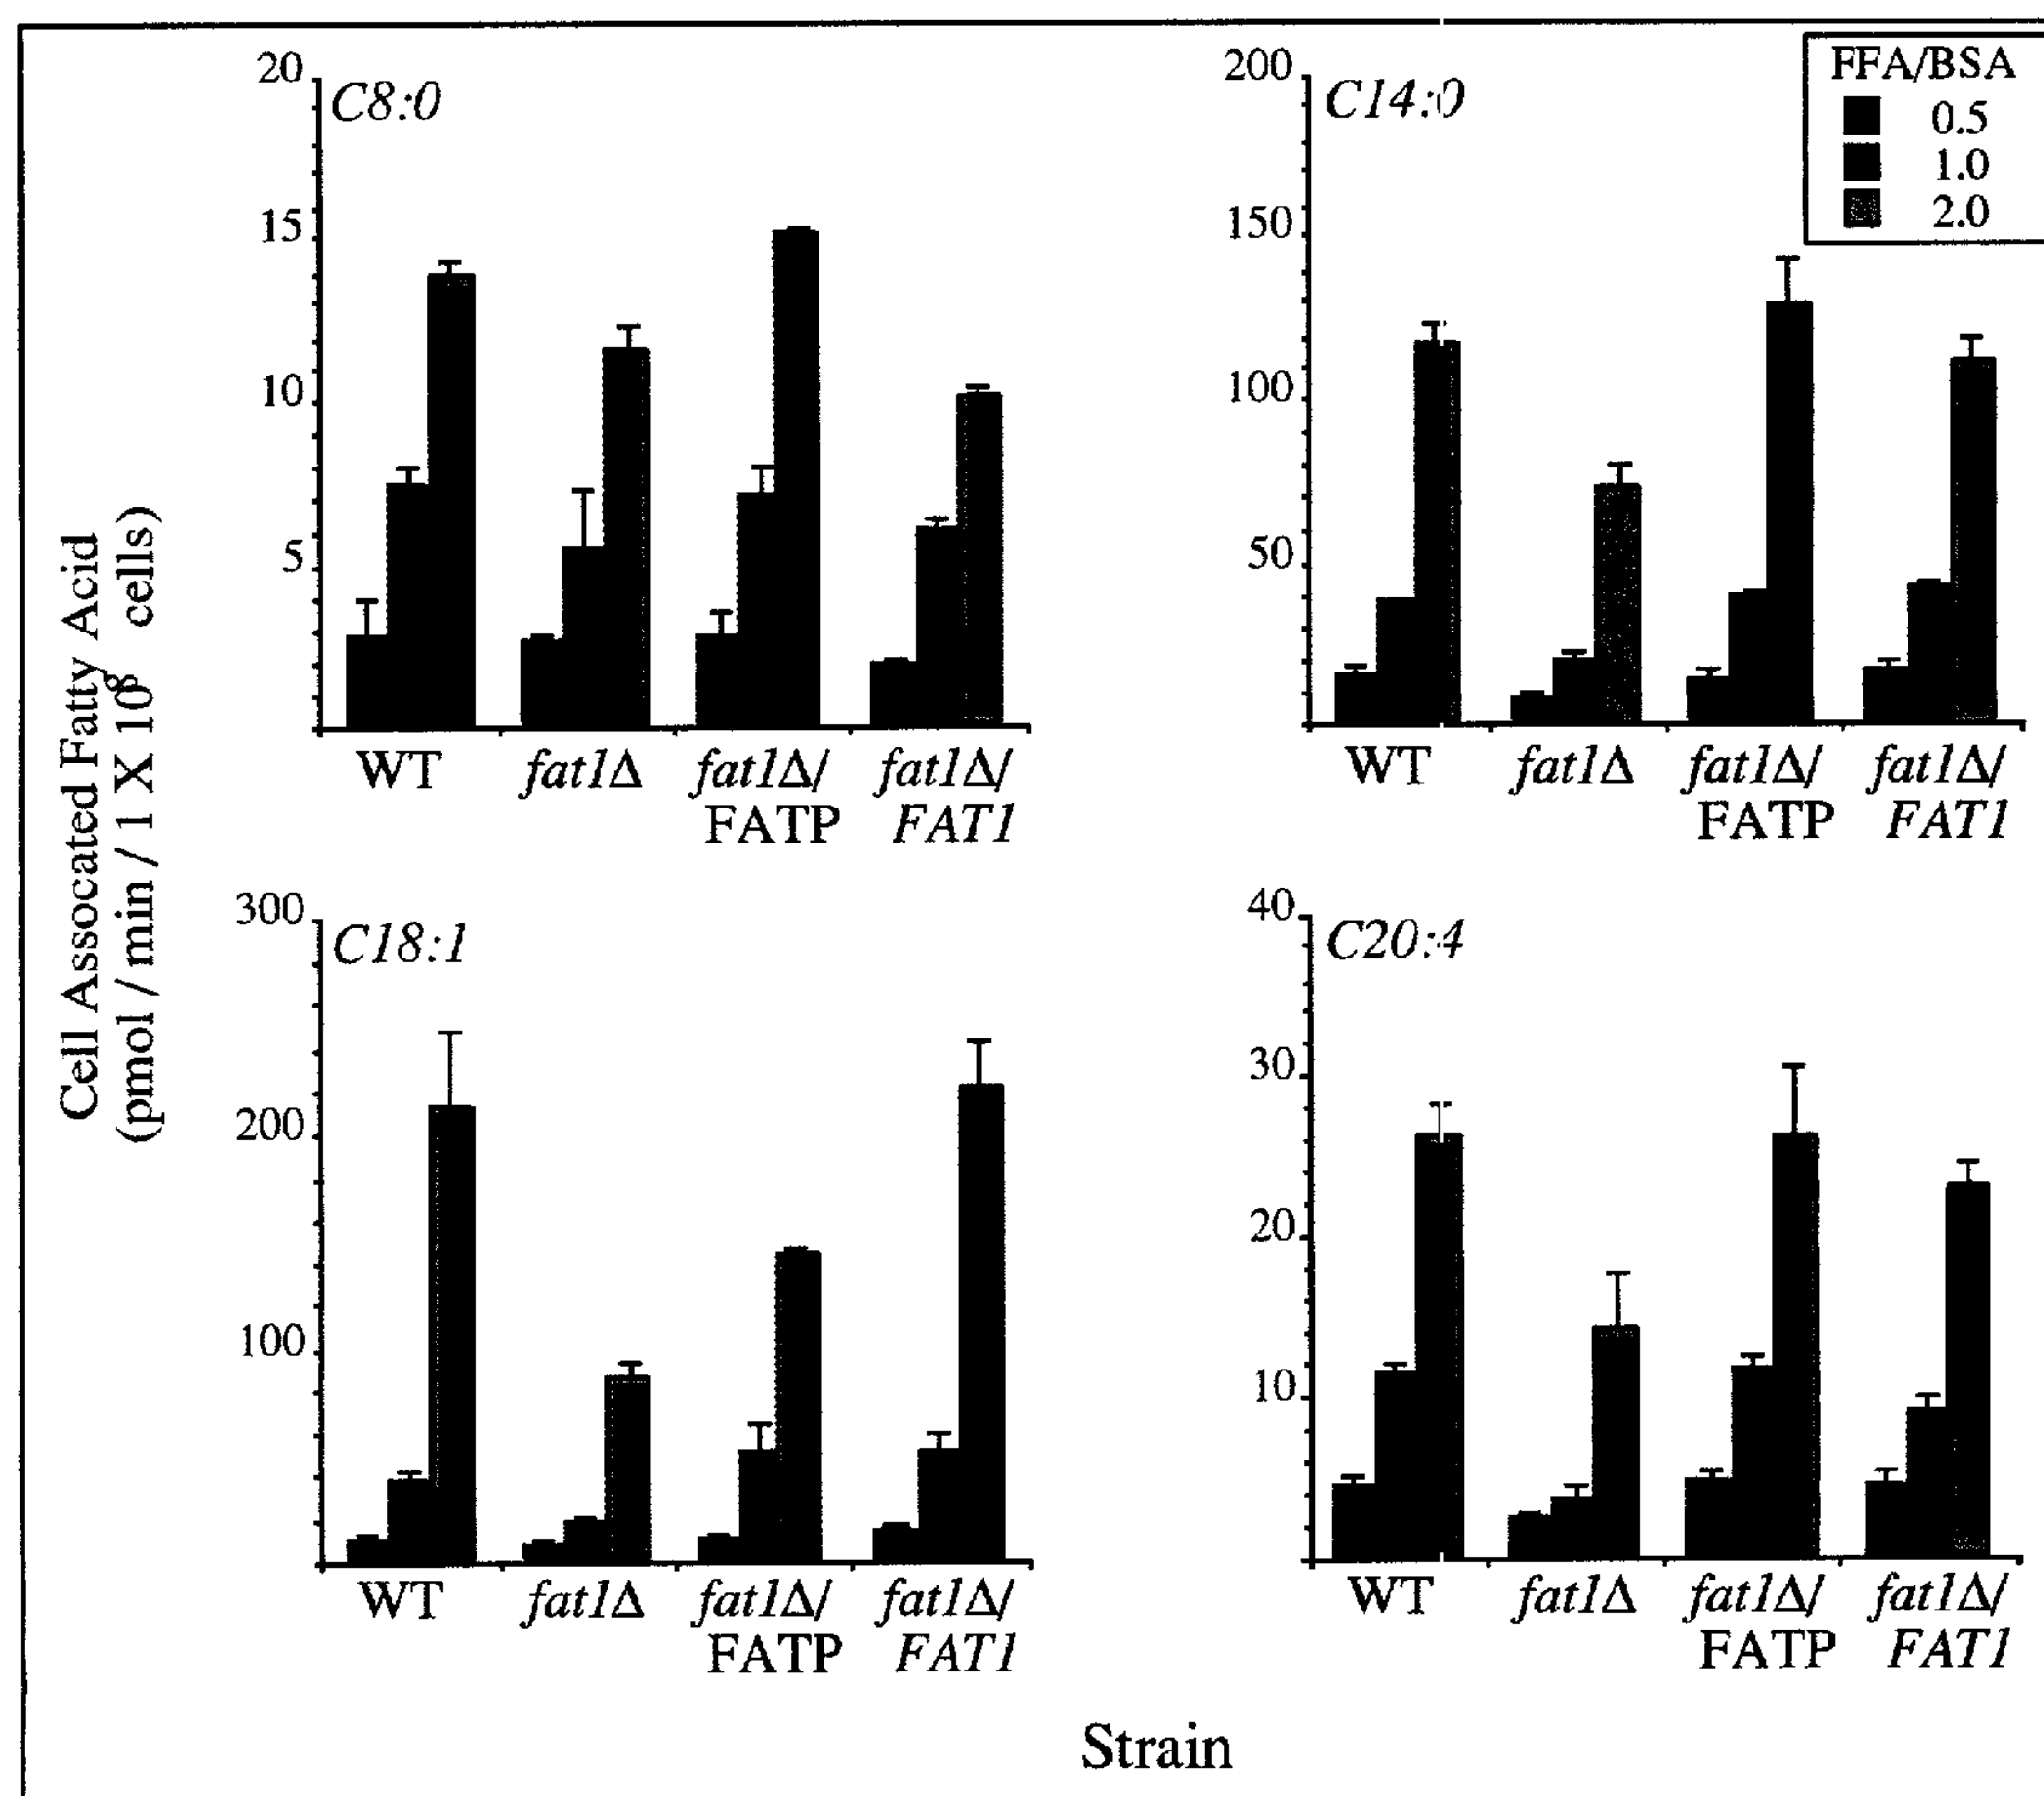 FFA/BSA
0.5
1.0
2.0
C8:0
20
15
10
5
WT
fat1Δ
fat1Δ/
FATP
fat1Δ/
FAT1
C14:0
200
150
100
50
WT
fat1Δ
fat1Δ/
FATP
fat1Δ/
FAT1
Cell Assocated Fatty Acid
(pmol / min / 1 X 10⁸ cells)
C18:1
300
200
100
WT
fat1Δ
fat1Δ/
FATP
fat1Δ/
FAT1
C20:4
40
30
20
10
WT
fat1Δ
fat1Δ/
FATP
fat1Δ/
FAT1
Strain